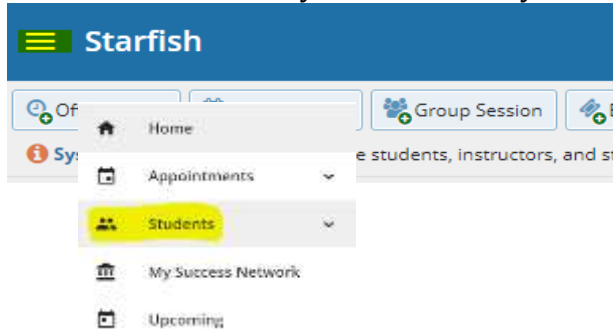 Starfish
Of
Group Session
Home
Sys
e students, instructors, and st
Appointments
Students
My Success Network
Upcoming